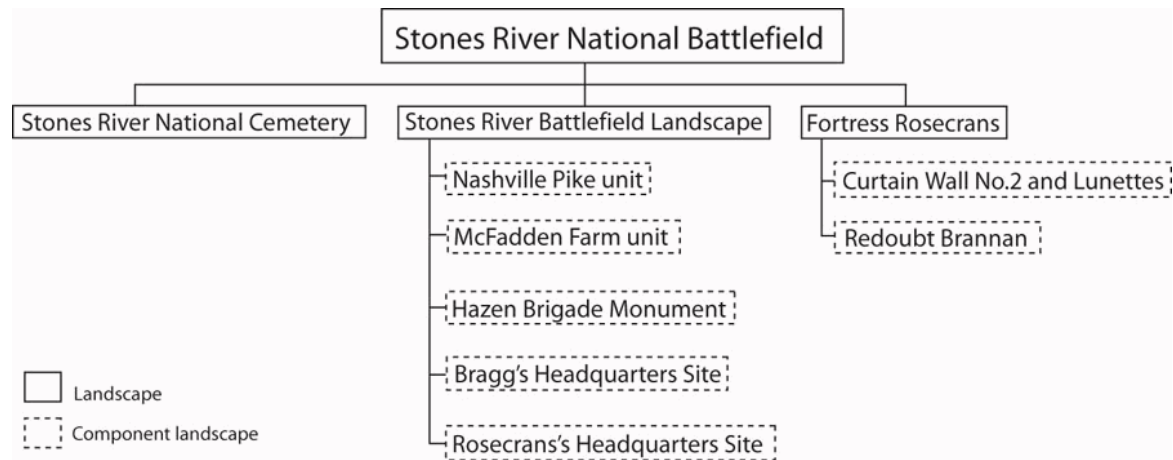 Stones River National Battlefield
Stones River National Cemetery
Stones River Battlefield Landscape
Fortress Rosecrans
Nashville Pike unit
McFadden Farm unit
Hazen Brigade Monument
Bragg's Headquarters Site
Rosecrans's Headquarters Site
Curtain Wall No.2 and Lunettes
Redoubt Brannan
Landscape
Component landscape